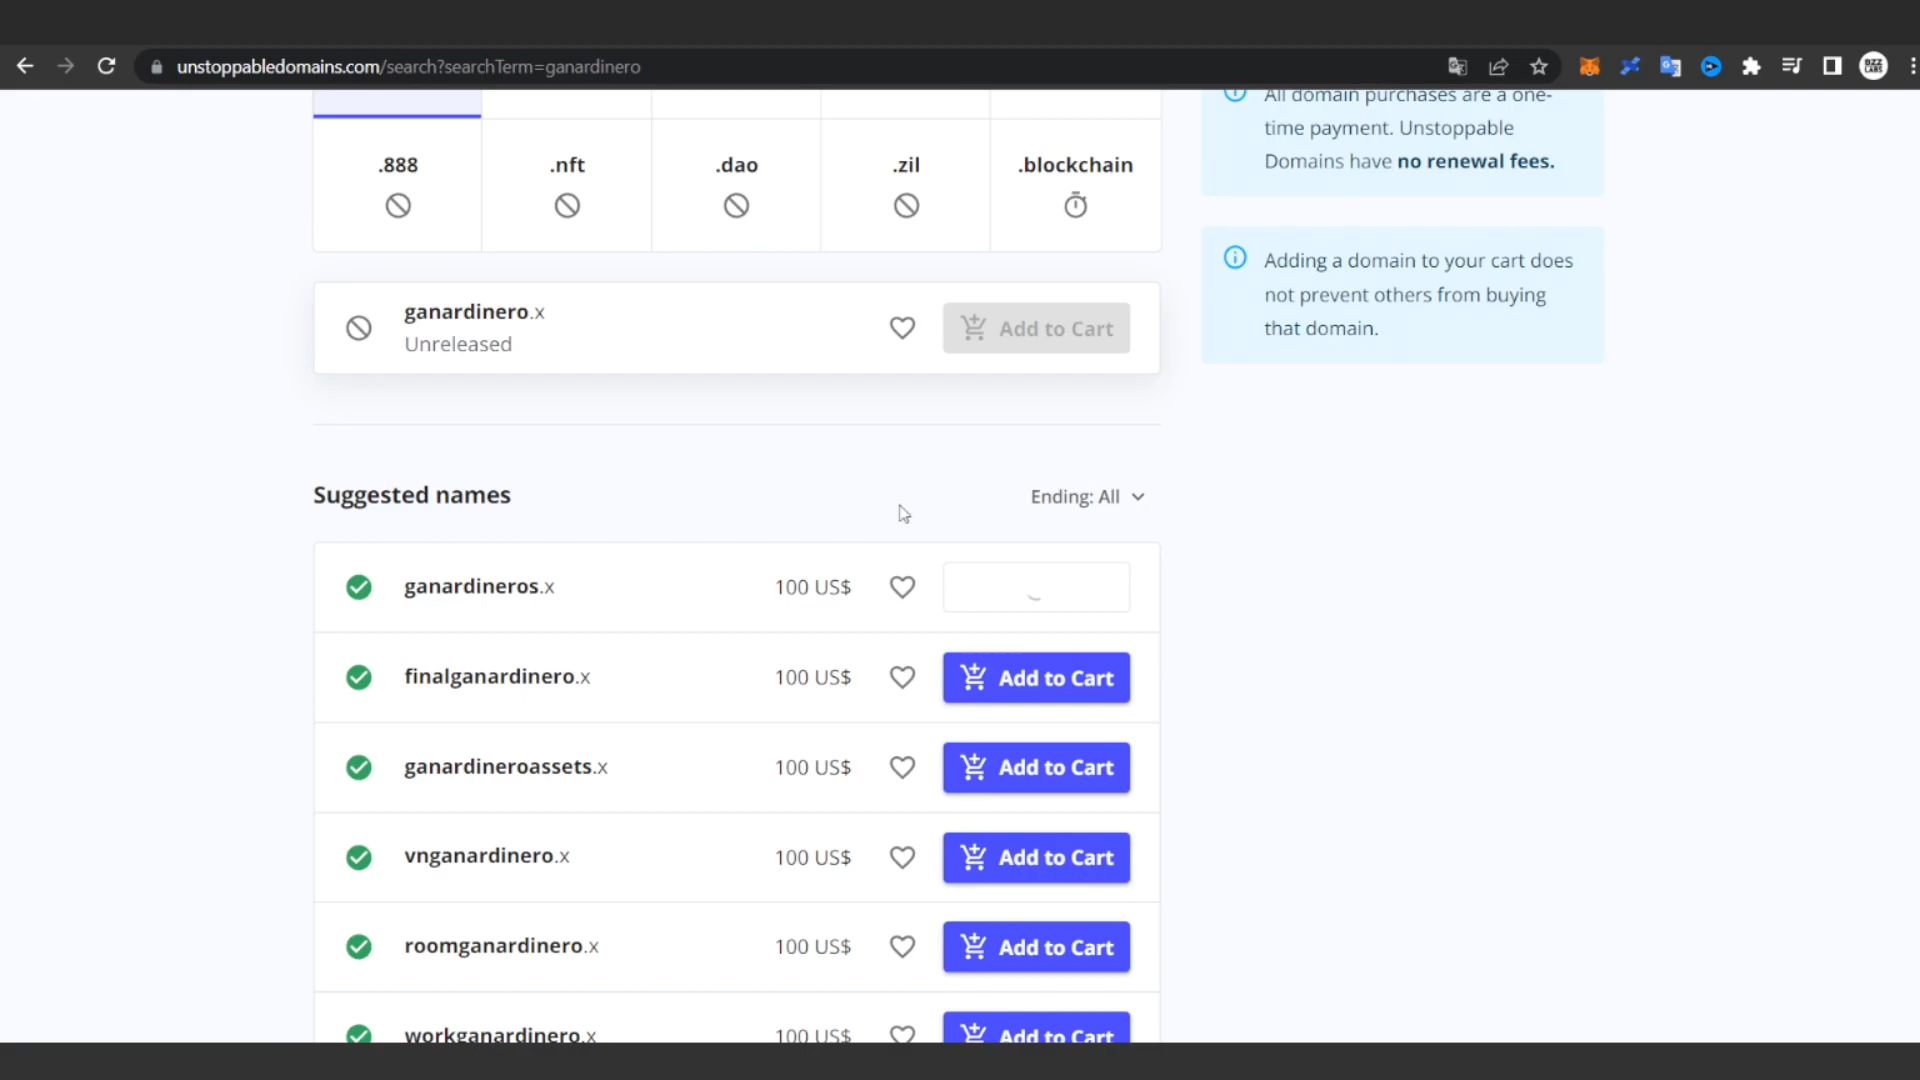 unstoppabledomains.com/search?searchTerm=ganardinero
BZZ
LABS
All domain purchases are a one-
time payment. Unstoppable
Domains have no renewal fees.
.888
.nft
.dao
.zil
.blockchain
Adding a domain to your cart does
not prevent others from buying
that domain.
ganardinero.x
Unreleased
Add to Cart
Suggested names
Ending: All
ganardineros.x
100 US$
finalganardinero.x
100 US$
Add to Cart
ganardineroassets.x
100 US$
Add to Cart
vnganardinero.x
100 US$
Add to Cart
roomganardinero.x
100 US$
Add to Cart
workganardinero.x
100 US$
Add to Cart